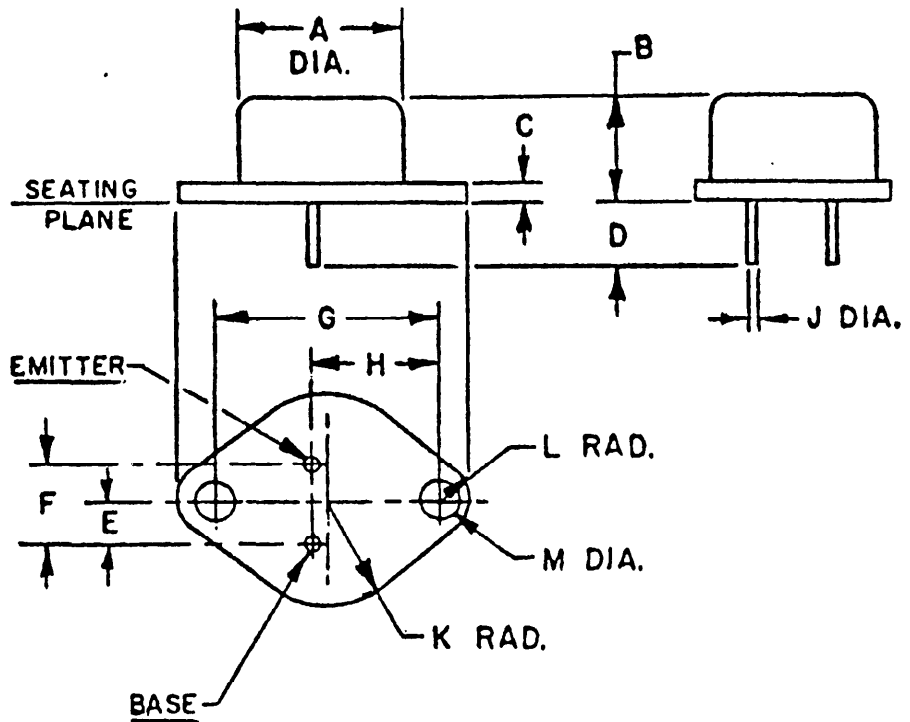 A
DIA.
B
C
SEATING
PLANE
D
G
J DIA.
H
EMITTER
L RAD.
F
E
M DIA.
K RAD.
BASE